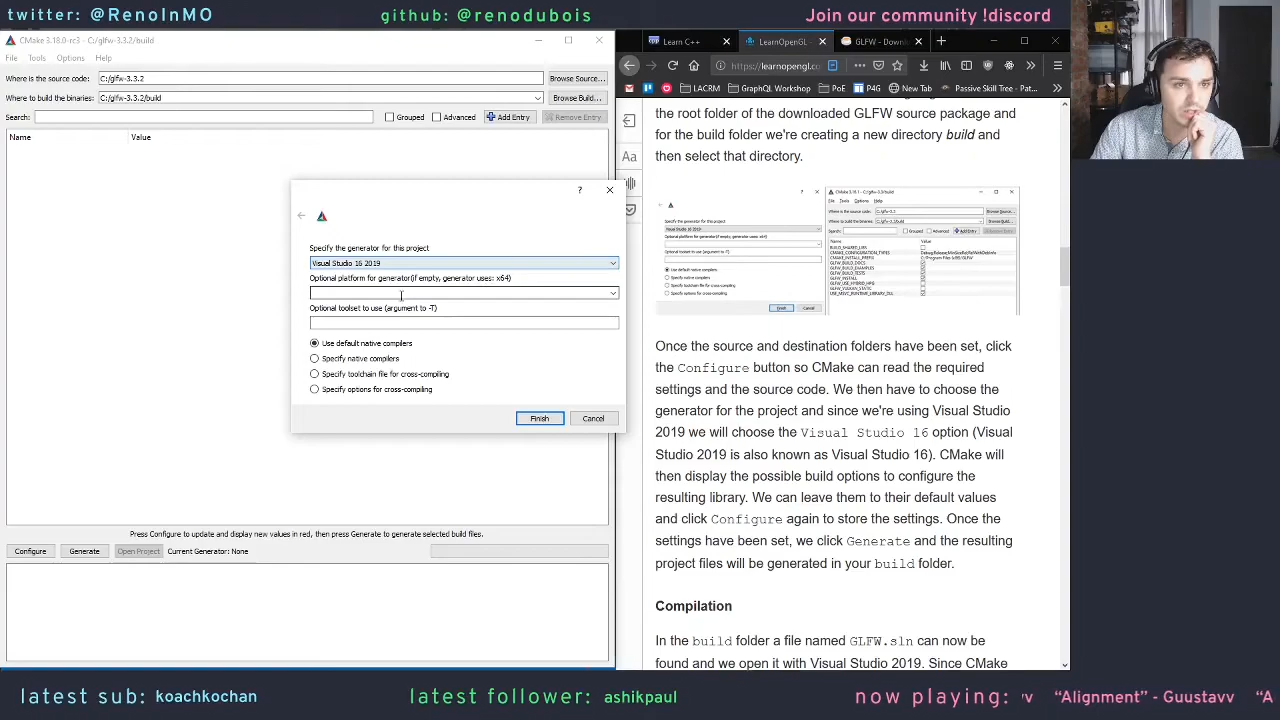 twitter: @RenoInMO
github: @renodubois
Join our community !discord
CMake 3.18.0-rc3 - C:/glfw-3.3.2/build
File Tools Options Help
Where is the source code: C:/glfw-3.3.2
Browse Source...
Where to build the binaries: C:/glfw-3.3.2/build
Browse Build...
Search:
Grouped
Advanced
Add Entry
Remove Entry
Name Value
Specify the generator for this project
Visual Studio 16 2019
Optional platform for generator(if empty, generator uses: x64)
Optional toolset to use (argument to -T)
Use default native compilers
Specify native compilers
Specify toolchain file for cross-compiling
Specify options for cross-compiling
Finish Cancel
Press Configure to update and display new values in red, then press Generate to generate selected build files.
Configure Generate Open Project Current Generator: None
Learn C++
LearnOpenGL
GLFW - Downl
https://learnopengl.c
LACRM GraphQL Workshop PoE P4G New Tab Passive Skill Tree - Pat
the root folder of the downloaded GLFW source package and
for the build folder we're creating a new directory build and
then select that directory.
Once the source and destination folders have been set, click
the Configure button so CMake can read the required
settings and the source code. We then have to choose the
generator for the project and since we're using Visual Studio
2019 we will choose the Visual Studio 16 option (Visual
Studio 2019 is also known as Visual Studio 16). CMake will
then display the possible build options to configure the
resulting library. We can leave them to their default values
and click Configure again to store the settings. Once the
settings have been set, we click Generate and the resulting
project files will be generated in your build folder.
Compilation
In the build folder a file named GLFW.sln can now be
found and we open it with Visual Studio 2019. Since CMake
latest sub: koachkochan
latest follower: ashikpaul
now playing: vv “Alignment” - Guustavv “A